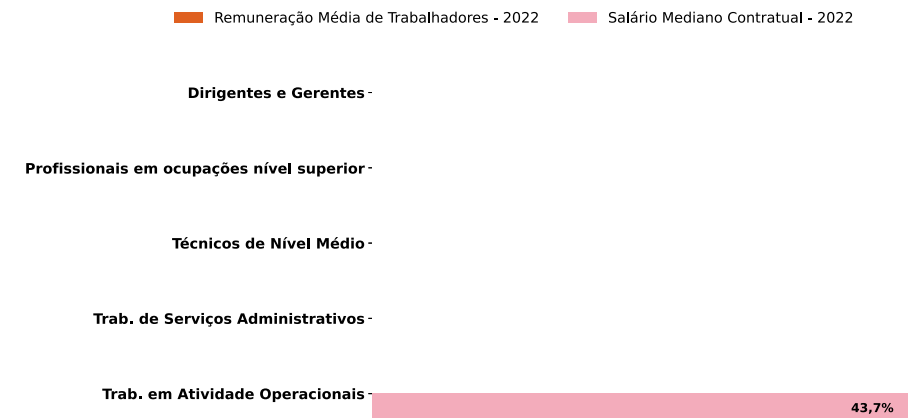 Remuneração Média de Trabalhadores - 2022 Salário Mediano Contratual - 2022
Dirigentes e Gerentes
Profissionais em ocupações nível superior
Técnicos de Nível Médio
Trab. de Serviços Administrativos
Trab. em Atividade Operacionais
43,7%